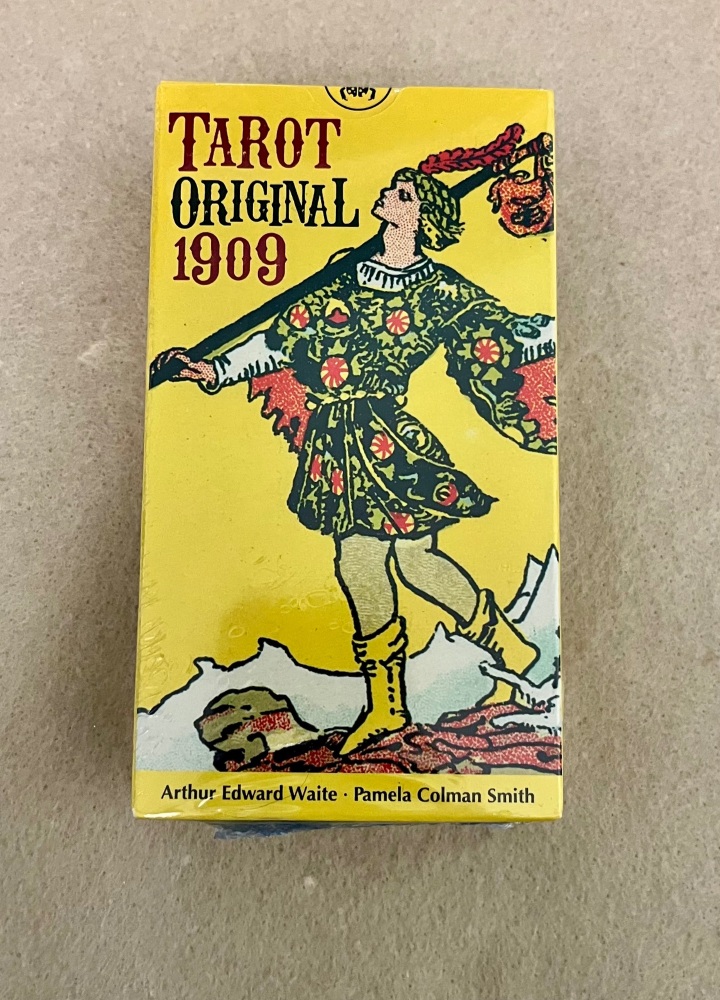 TAROT
ORIGINAL
1909
Arthur Edward Waite · Pamela Colman Smith